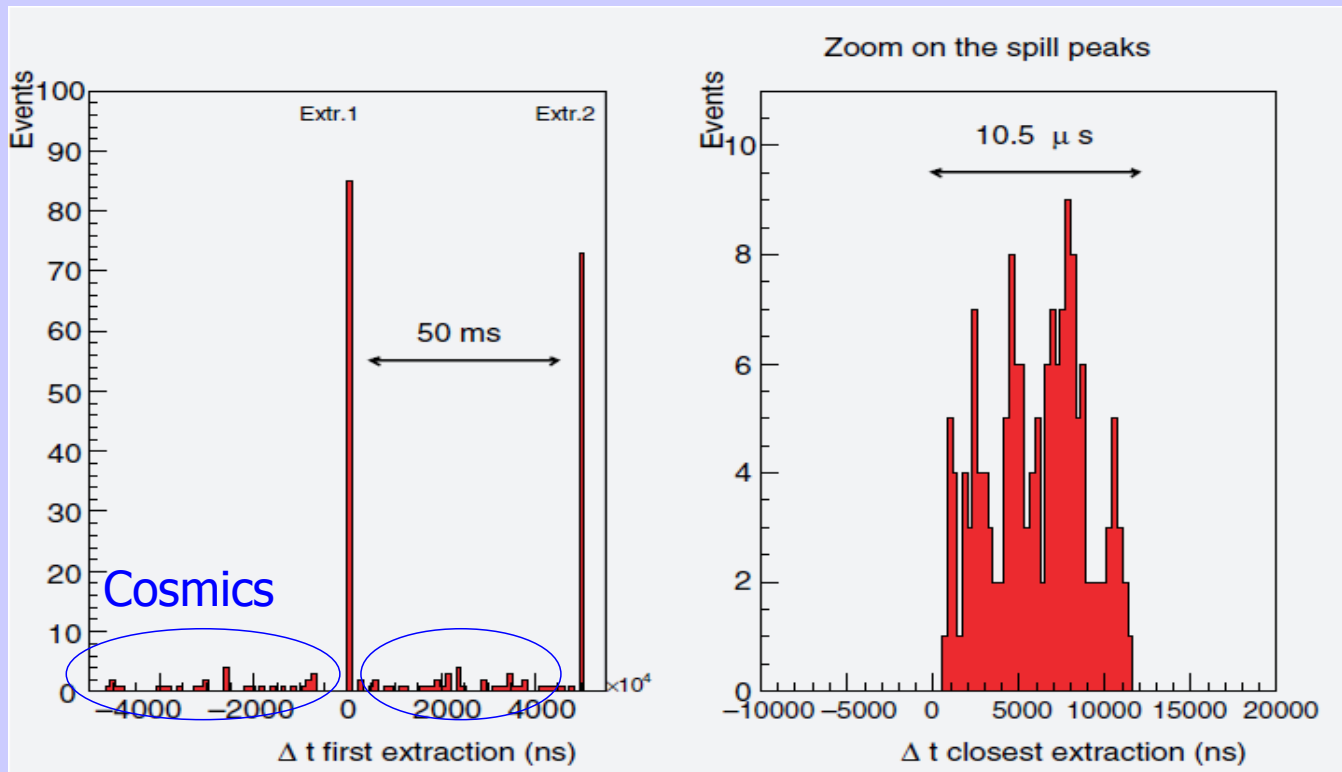 Zoom on the spill peaks
Events
100
90
80
70
60
50
40
30
20
10
0
Extr.1
Extr.2
50 ms
Cosmics
−4000 −2000 0 2000 4000
×10⁴
Δ t first extraction (ns)
Events
10
8
6
4
2
0
10.5 μ s
−10000 −5000 0 5000 10000 15000 20000
Δ t closest extraction (ns)